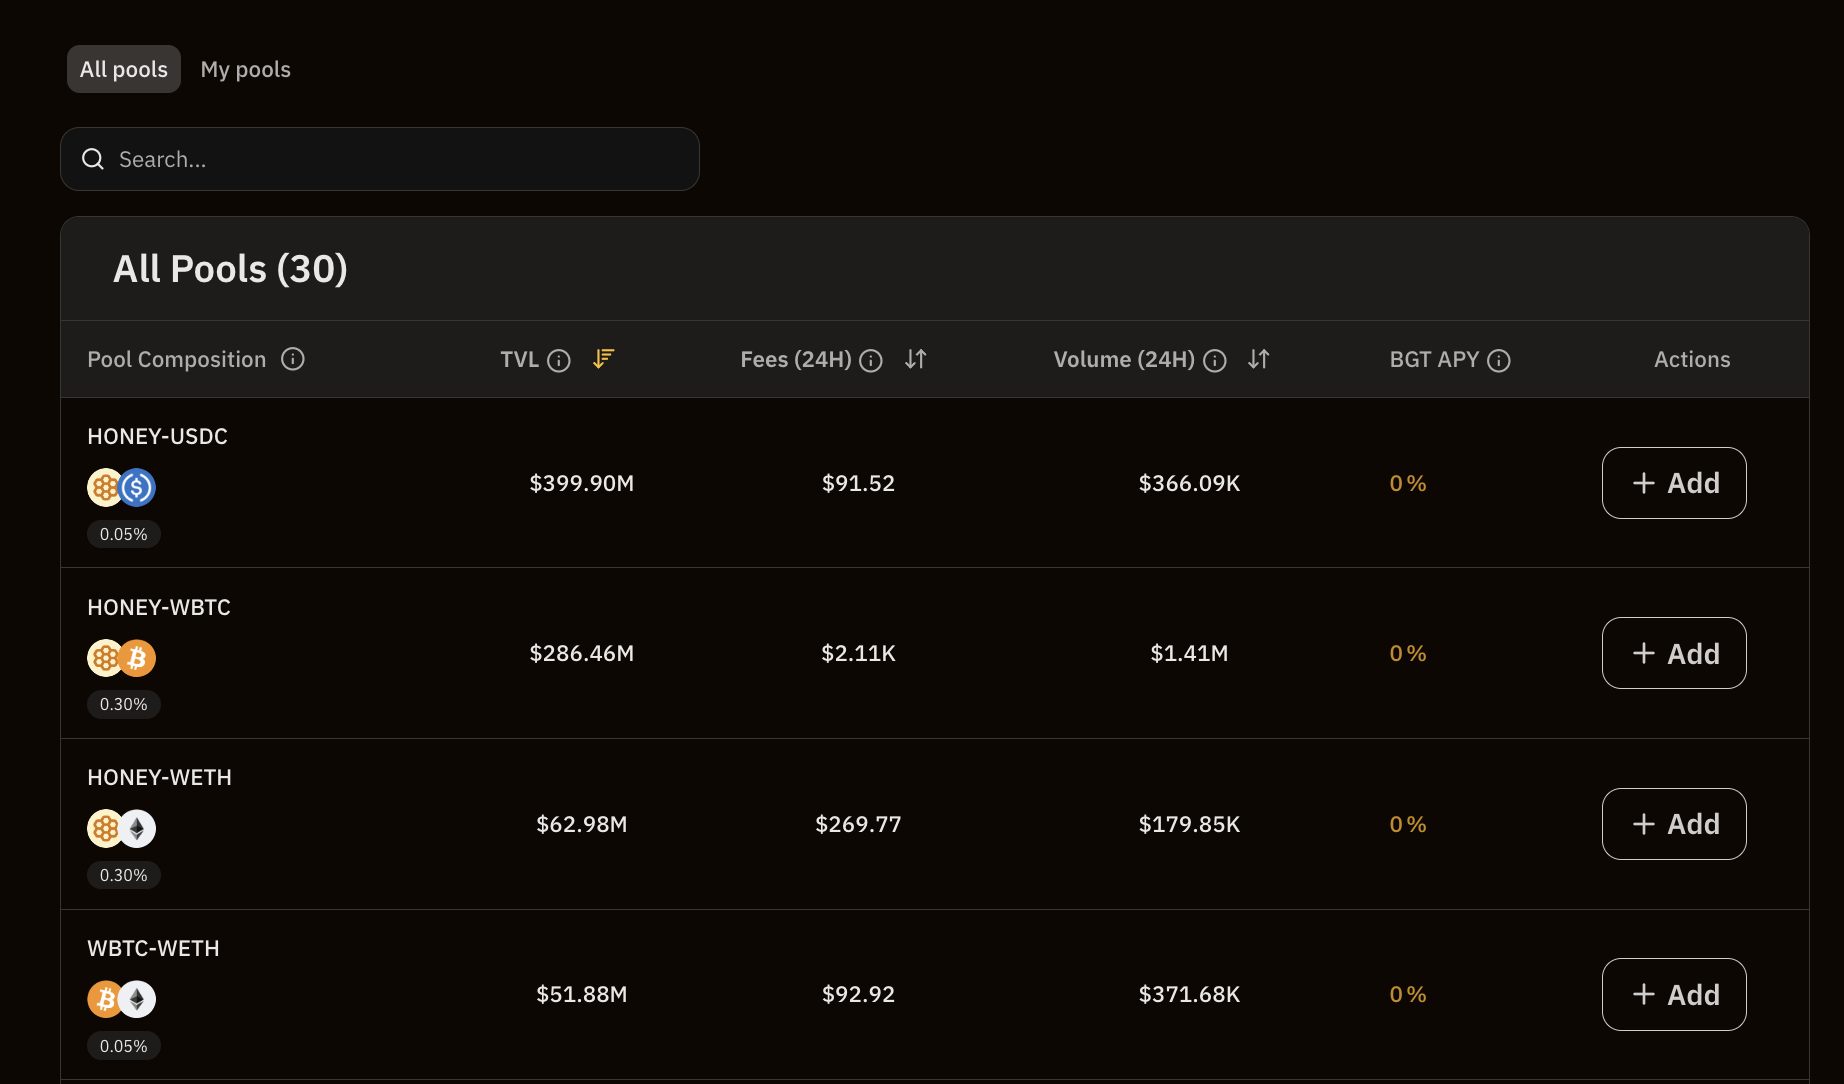 All pools My pools
Search...
All Pools (30)
Pool Composition TVL Fees (24H) Volume (24H) BGT APY Actions
HONEY-USDC
$399.90M $91.52 $366.09K 0% + Add
0.05%
HONEY-WBTC
$286.46M $2.11K $1.41M 0% + Add
0.30%
HONEY-WETH
$62.98M $269.77 $179.85K 0% + Add
0.30%
WBTC-WETH
$51.88M $92.92 $371.68K 0% + Add
0.05%